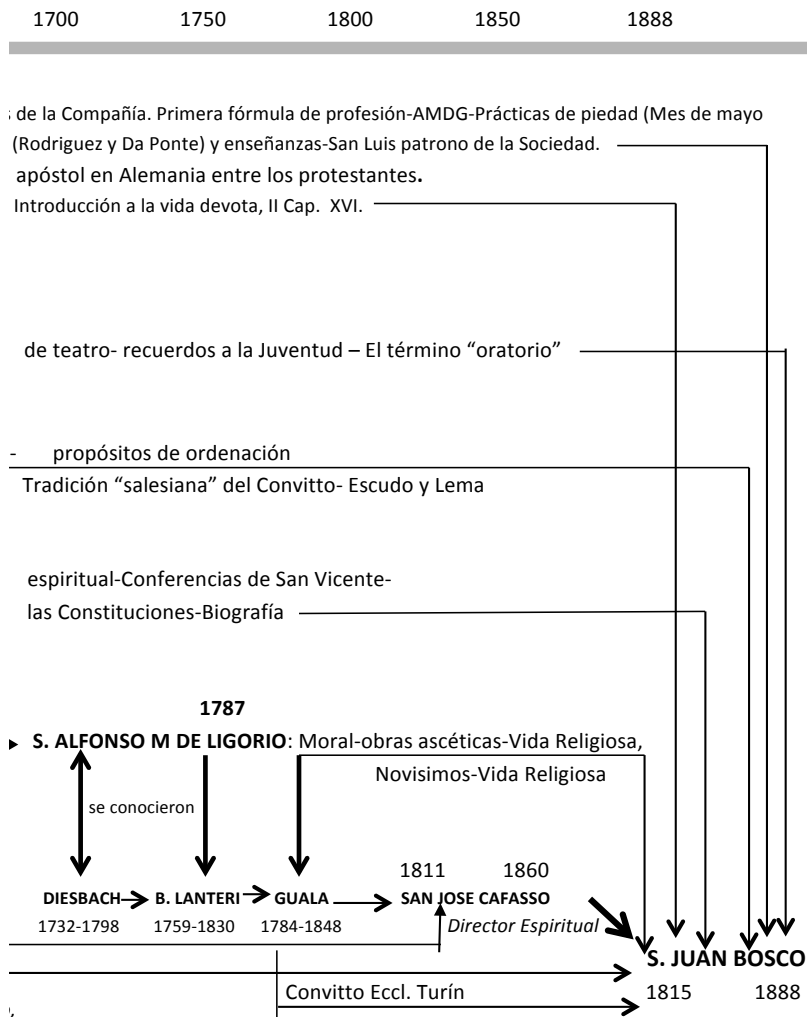 1700 1750 1800 1850 1888
de la Compañía. Primera fórmula de profesión-AMDG-Prácticas de piedad (Mes de mayo
(Rodriguez y Da Ponte) y enseñanzas-San Luis patrono de la Sociedad.
apóstol en Alemania entre los protestantes.
Introducción a la vida devota, II Cap. XVI.
de teatro- recuerdos a la Juventud – El término “oratorio”
- propósitos de ordenación
Tradición “salesiana” del Convitto- Escudo y Lema
espiritual-Conferencias de San Vicente-
las Constituciones-Biografía
1787
S. ALFONSO M DE LIGORIO: Moral-obras ascéticas-Vida Religiosa,
Novisimos-Vida Religiosa
se conocieron
1811 1860
DIESBACH B. LANTERI GUALA SAN JOSE CAFASSO
1732-1798 1759-1830 1784-1848 Director Espiritual
S. JUAN BOSCO
Convitto Eccl. Turín 1815 1888